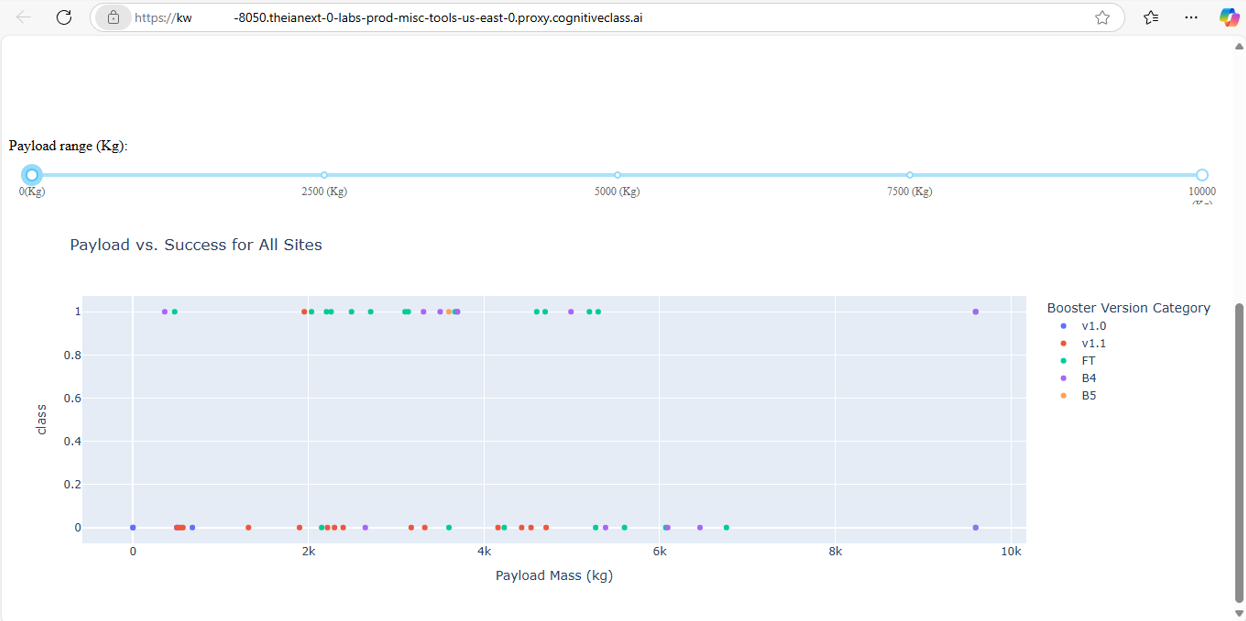 https://kw -8050.theianext-0-labs-prod-misc-tools-us-east-0.proxy.cognitiveclass.ai
Payload range (Kg):
0(Kg) 2500 (Kg) 5000 (Kg) 7500 (Kg) 10000
(Kg)
Payload vs. Success for All Sites
Booster Version Category
v1.0
v1.1
FT
B4
B5
class
1
0.8
0.6
0.4
0.2
0
0 2k 4k 6k 8k 10k
Payload Mass (kg)